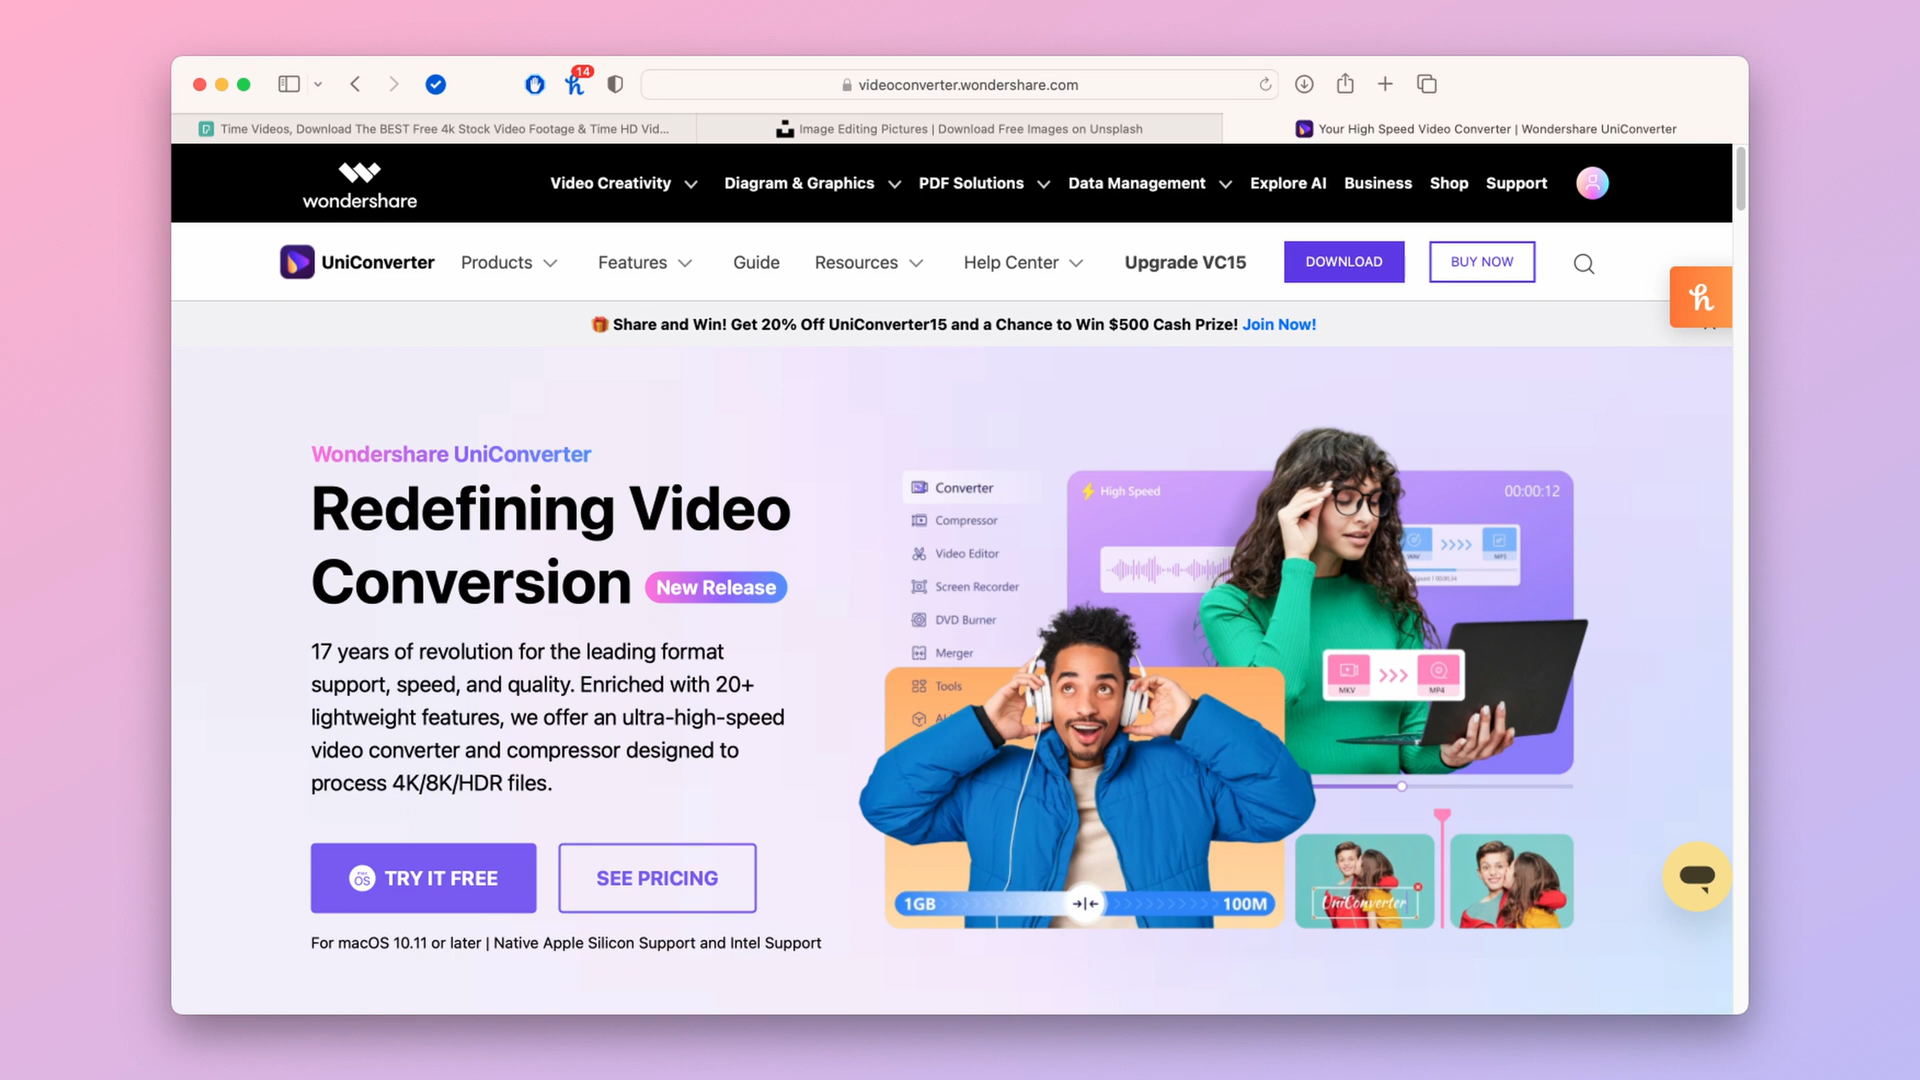 14
videoconverter.wondershare.com
Time Videos, Download The BEST Free 4k Stock Video Footage & Time HD Vid...
Image Editing Pictures | Download Free Images on Unsplash
Your High Speed Video Converter | Wondershare UniConverter
wondershare
Video Creativity
Diagram & Graphics
PDF Solutions
Data Management
Explore AI
Business
Shop
Support
UniConverter
Products
Features
Guide
Resources
Help Center
Upgrade VC15
DOWNLOAD
BUY NOW
Share and Win! Get 20% Off UniConverter15 and a Chance to Win $500 Cash Prize! Join Now!
Wondershare UniConverter
Redefining Video
Conversion New Release
17 years of revolution for the leading format
support, speed, and quality. Enriched with 20+
lightweight features, we offer an ultra-high-speed
video converter and compressor designed to
process 4K/8K/HDR files.
TRY IT FREE
SEE PRICING
For macOS 10.11 or later | Native Apple Silicon Support and Intel Support
Converter
Compressor
Video Editor
Screen Recorder
DVD Burner
Merger
Tools
High Speed
00:00:12
WAV
MP3
MKV
MP4
1GB
100M
UniConverter